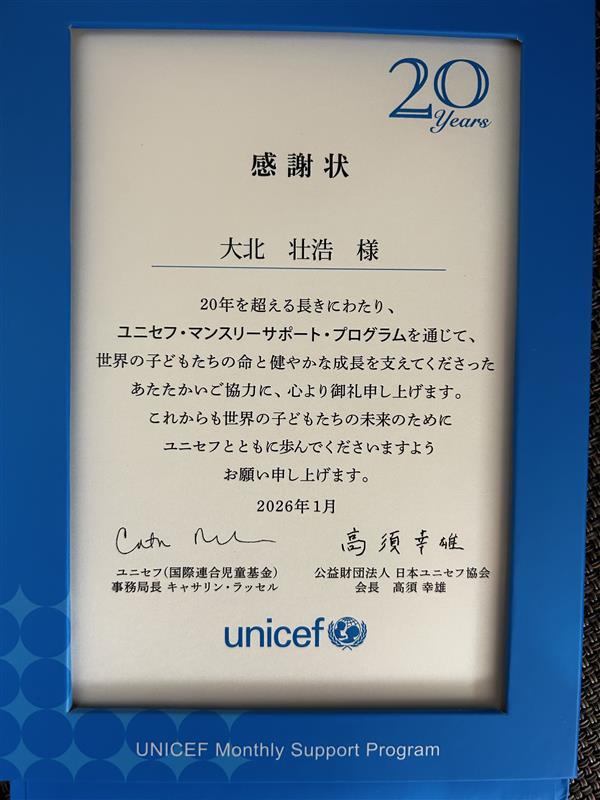 20
Years
感謝状
大北 壮浩 様
20年を超える長きにわたり、
ユニセフ・マンスリーサポート・プログラムを通じて、
世界の子どもたちの命と健やかな成長を支えてくださった
あたたかいご協力に、心より御礼申し上げます。
これからも世界の子どもたちの未来のために
ユニセフとともに歩んでくださいますよう
お願い申し上げます。
2026年1月
高須幸雄
ユニセフ(国際連合児童基金)
事務局長 キャサリン・ラッセル
公益財団法人 日本ユニセフ協会
会長 高須 幸雄
unicef
UNICEF Monthly Support Program